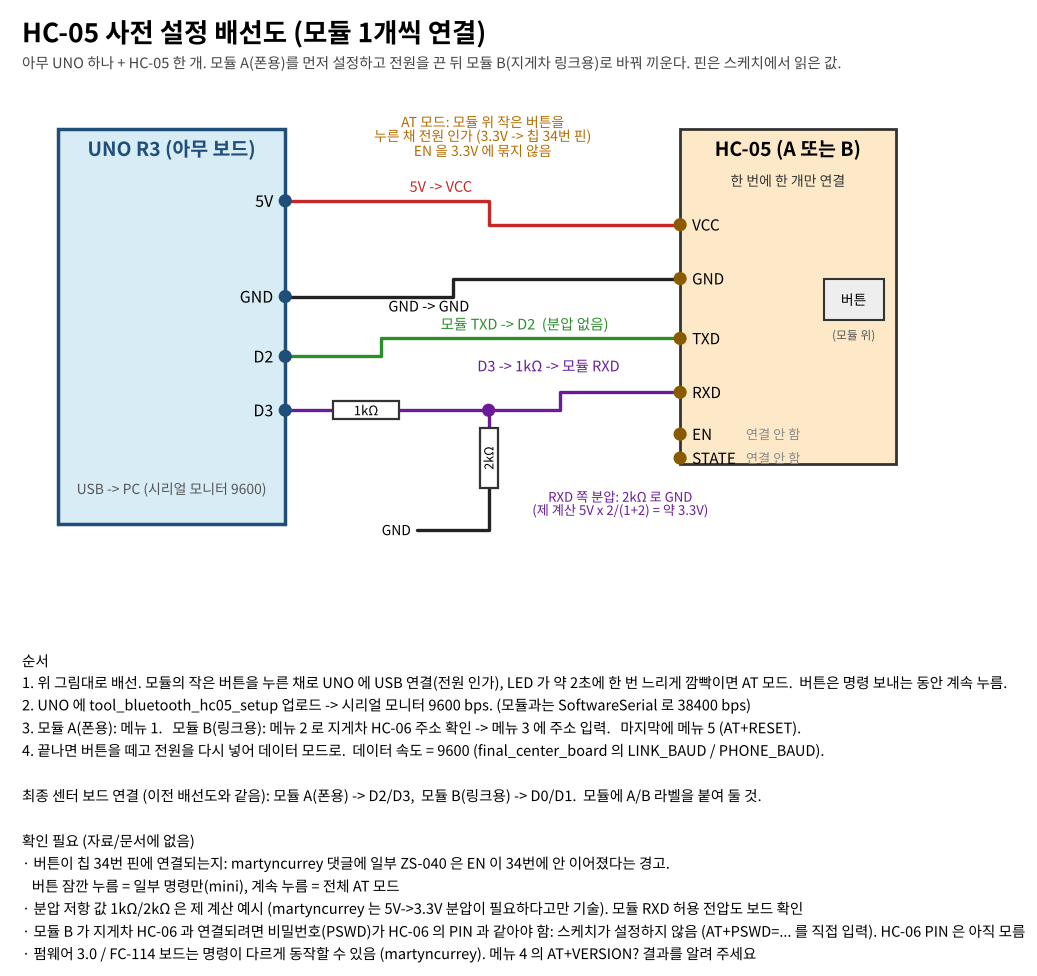 HC-05 사전 설정 배선도 (모듈 1개씩 연결)
아무 UNO 하나 + HC-05 한 개. 모듈 A(폰용)를 먼저 설정하고 전원을 끈 뒤 모듈 B(지게차 링크용)로 바꿔 끼운다. 핀은 스케치에서 읽은 값.
AT 모드: 모듈 위 작은 버튼을
누른 채 전원 인가 (3.3V -> 칩 34번 핀)
EN 을 3.3V 에 묶지 않음
UNO R3 (아무 보드)
HC-05 (A 또는 B)
한 번에 한 개만 연결
5V -> VCC
5V
VCC
GND
GND
GND -> GND
버튼
(모듈 위)
모듈 TXD -> D2  (분압 없음)
D2
TXD
D3 -> 1kΩ -> 모듈 RXD
D3
1kΩ
RXD
2kΩ
EN
연결 안 함
STATE
연결 안 함
USB -> PC (시리얼 모니터 9600)
RXD 쪽 분압: 2kΩ 로 GND
(제 계산 5V x 2/(1+2) = 약 3.3V)
GND
순서
1. 위 그림대로 배선. 모듈의 작은 버튼을 누른 채로 UNO 에 USB 연결(전원 인가), LED 가 약 2초에 한 번 느리게 깜빡이면 AT 모드.  버튼은 명령 보내는 동안 계속 누름.
2. UNO 에 tool_bluetooth_hc05_setup 업로드 -> 시리얼 모니터 9600 bps. (모듈과는 SoftwareSerial 로 38400 bps)
3. 모듈 A(폰용): 메뉴 1.   모듈 B(링크용): 메뉴 2 로 지게차 HC-06 주소 확인 -> 메뉴 3 에 주소 입력.   마지막에 메뉴 5 (AT+RESET).
4. 끝나면 버튼을 떼고 전원을 다시 넣어 데이터 모드로.  데이터 속도 = 9600 (final_center_board 의 LINK_BAUD / PHONE_BAUD).
최종 센터 보드 연결 (이전 배선도와 같음): 모듈 A(폰용) -> D2/D3,  모듈 B(링크용) -> D0/D1.  모듈에 A/B 라벨을 붙여 둘 것.
확인 필요 (자료/문서에 없음)
· 버튼이 칩 34번 핀에 연결되는지: martyncurrey 댓글에 일부 ZS-040 은 EN 이 34번에 안 이어졌다는 경고.
버튼 잠깐 누름 = 일부 명령만(mini), 계속 누름 = 전체 AT 모드
· 분압 저항 값 1kΩ/2kΩ 은 제 계산 예시 (martyncurrey 는 5V->3.3V 분압이 필요하다고만 기술). 모듈 RXD 허용 전압도 보드 확인
· 모듈 B 가 지게차 HC-06 과 연결되려면 비밀번호(PSWD)가 HC-06 의 PIN 과 같아야 함: 스케치가 설정하지 않음 (AT+PSWD=... 를 직접 입력). HC-06 PIN 은 아직 모름
· 펌웨어 3.0 / FC-114 보드는 명령이 다르게 동작할 수 있음 (martyncurrey). 메뉴 4 의 AT+VERSION? 결과를 알려 주세요